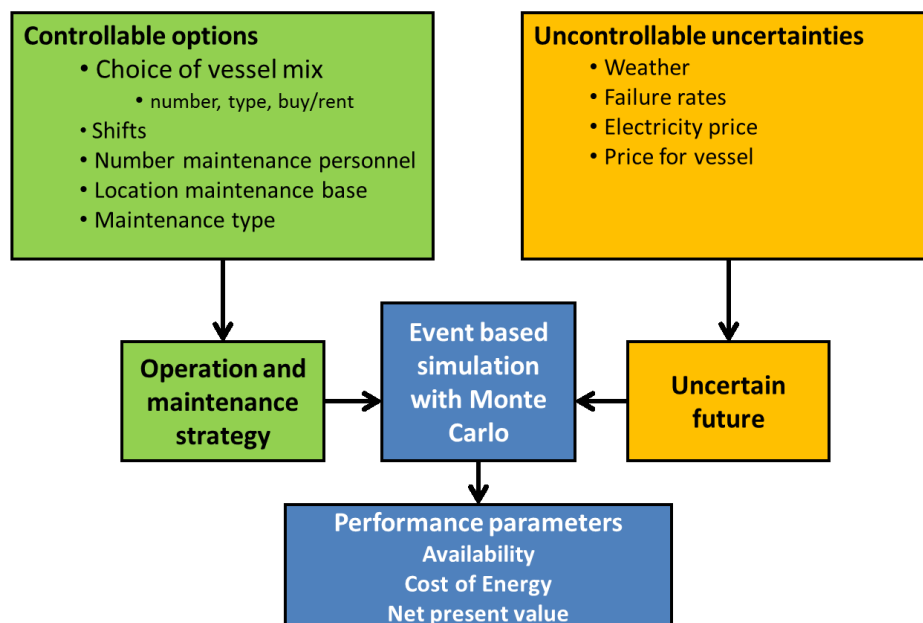 Controllable options
• Choice of vessel mix
• number, type, buy/rent
• Shifts
• Number maintenance personnel
• Location maintenance base
• Maintenance type
Uncontrollable uncertainties
• Weather
• Failure rates
• Electricity price
• Price for vessel
Operation and
maintenance
strategy
Event based
simulation
with Monte
Carlo
Uncertain
future
Performance parameters
Availability
Cost of Energy
Net present value